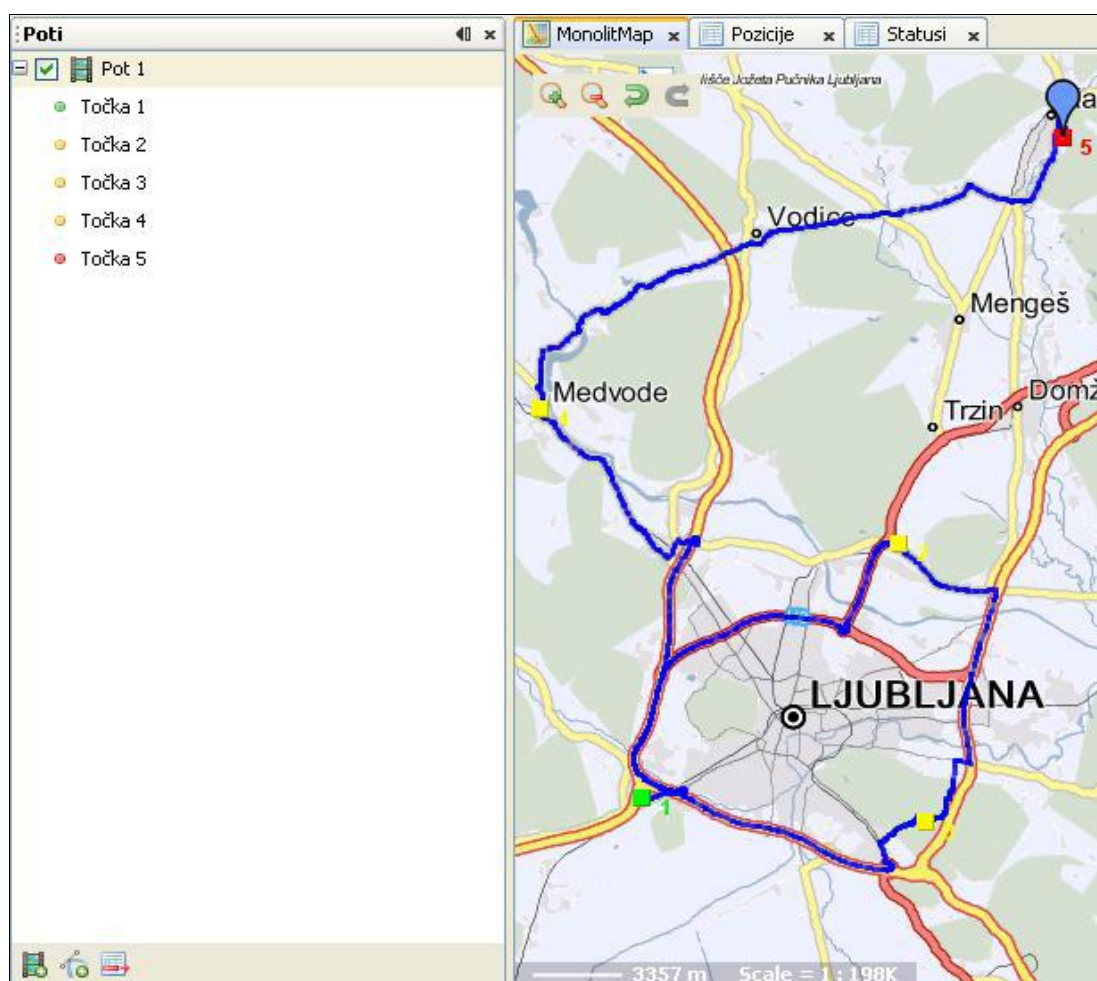 Poti
Pot 1
Točka 1
Točka 2
Točka 3
Točka 4
Točka 5
MonolitMap
Pozicije
Statusi
Jožeta Pučnika Ljubljana
5
Vodice
Mengeš
Medvode
Trzin
LJUBLJANA
1
3357 m
Scale = 1 : 198K